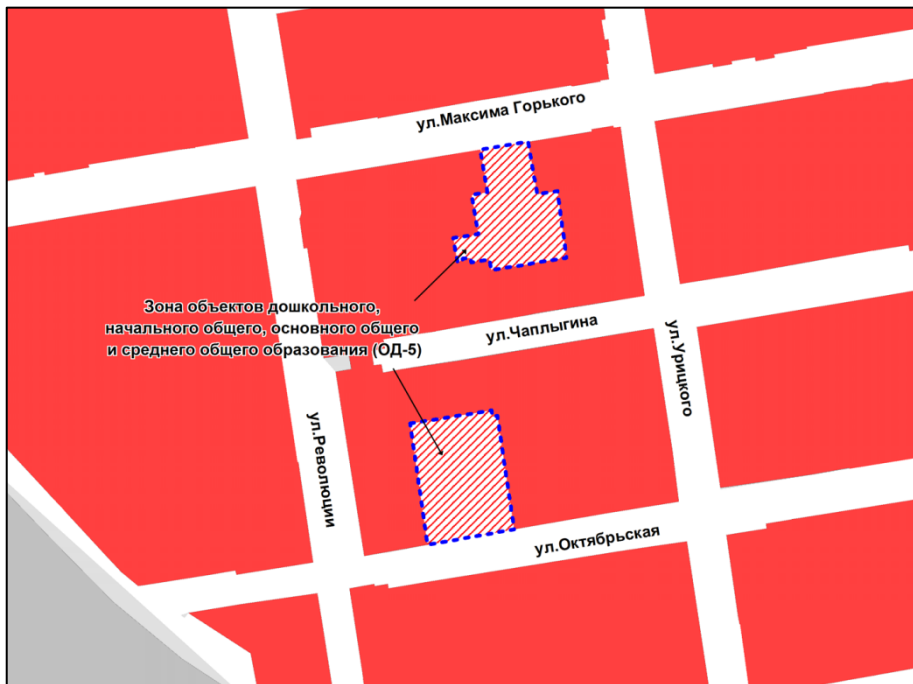 ул.Максима Горького
Зона объектов дошкольного,
начального общего, основного общего
и среднего общего образования (ОД-5)
ул.Чаплыгина
ул.Урицкого
ул.Революции
ул.Октябрьская